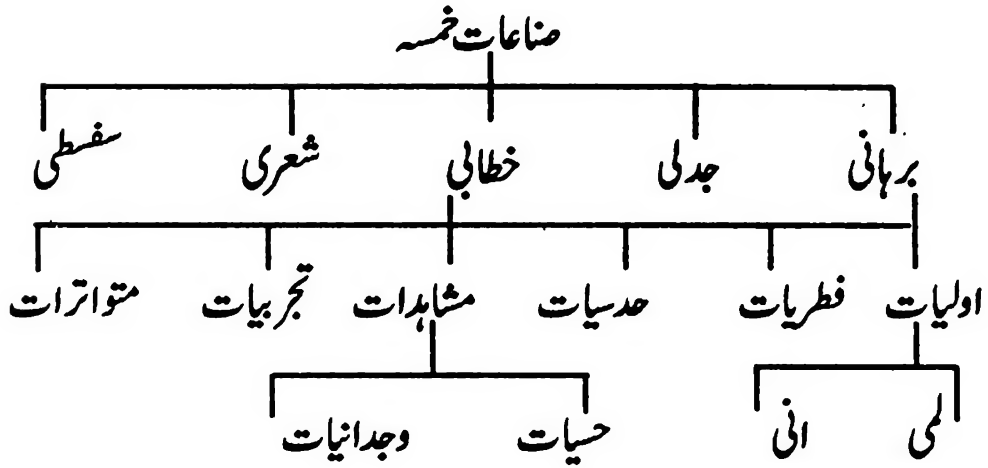 صناعات خمسہ
برہانی جدلی خطابی شعری سفسطی
اولیات فطریات حدسیات مشاہدات تجربیات متواترات
لمی انی حسیات وجدانیات